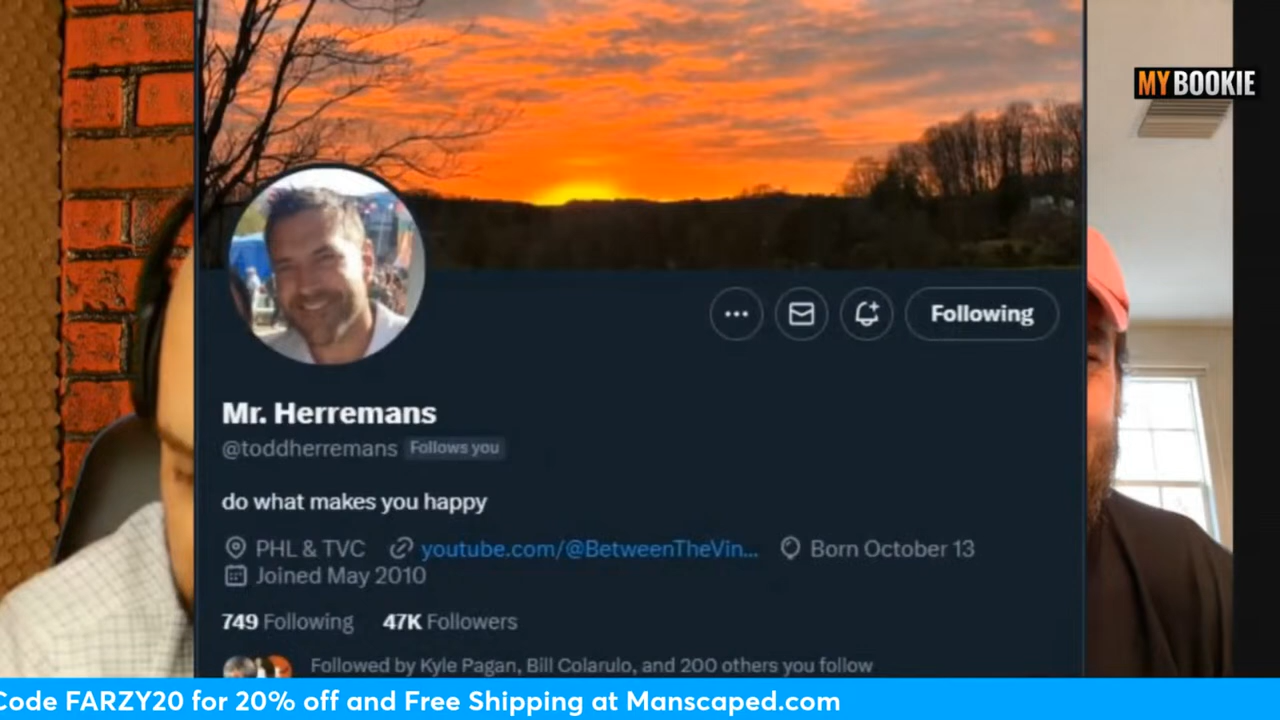 MYBOOKIE
Following
Mr. Herremans
@toddherremans Follows you
do what makes you happy
PHL & TVC youtube.com/@BetweenTheVin... Born October 13
Joined May 2010
749 Following 47K Followers
Followed by Kyle Pagan, Bill Colarulo, and 200 others you follow
Code FARZY20 for 20% off and Free Shipping at Manscaped.com